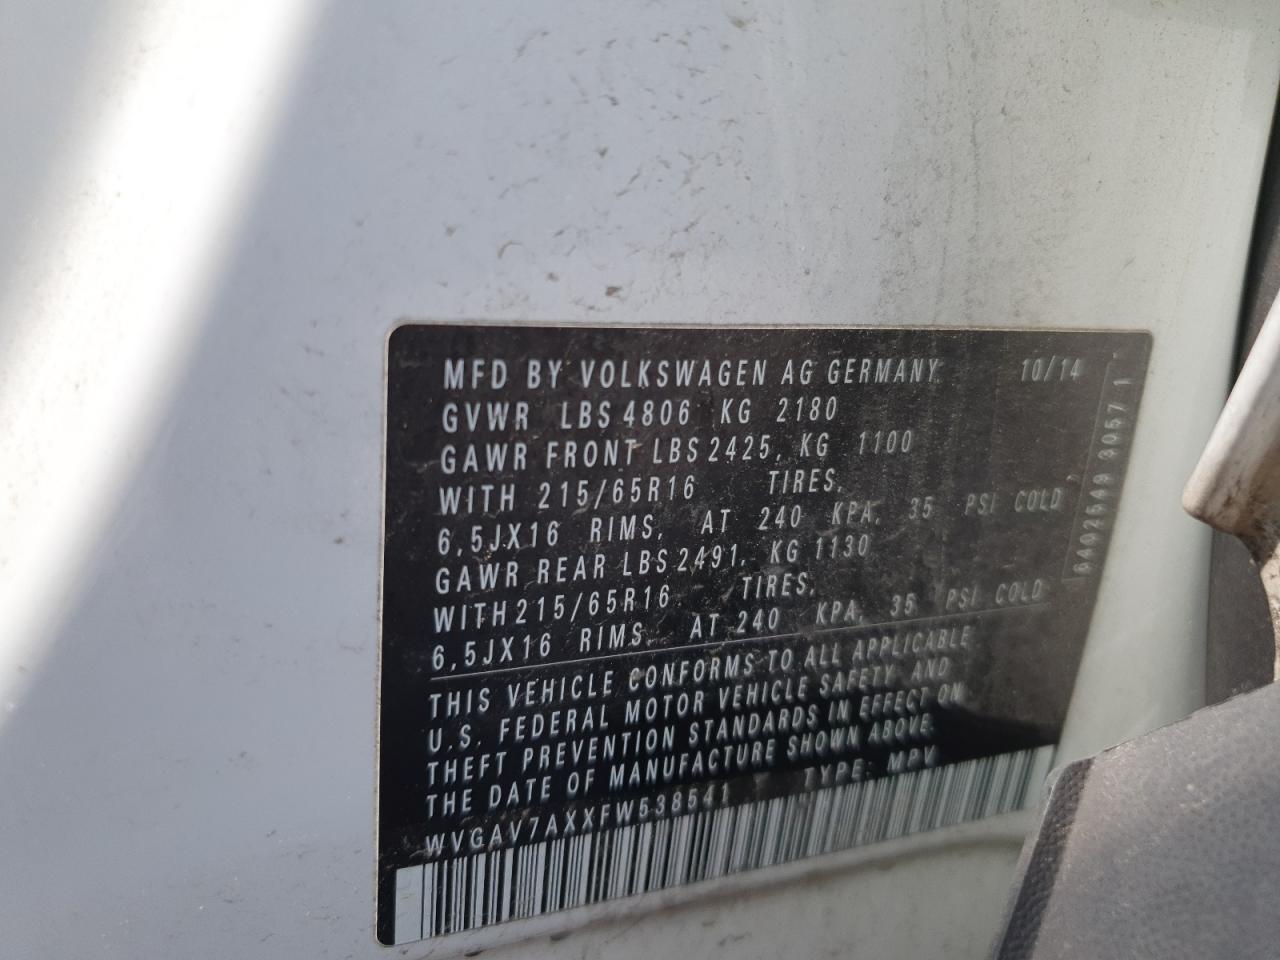 MFD BY VOLKSWAGEN AG GERMANY 10/14
GVWR LBS 4806 KG 2180
GAWR FRONT LBS 2425, KG 1100
WITH 215/65R16 TIRES,
6,5JX16 RIMS, AT 240 KPA, 35 PSI COLD
GAWR REAR LBS 2491, KG 1130
WITH 215/65R16 TIRES,
6,5JX16 RIMS, AT 240 KPA, 35 PSI COLD
THIS VEHICLE CONFORMS TO ALL APPLICABLE
U.S. FEDERAL MOTOR VEHICLE SAFETY AND
THEFT PREVENTION STANDARDS IN EFFECT ON
THE DATE OF MANUFACTURE SHOWN ABOVE.
WVGAV7AXXFW538541 TYPE: MPV